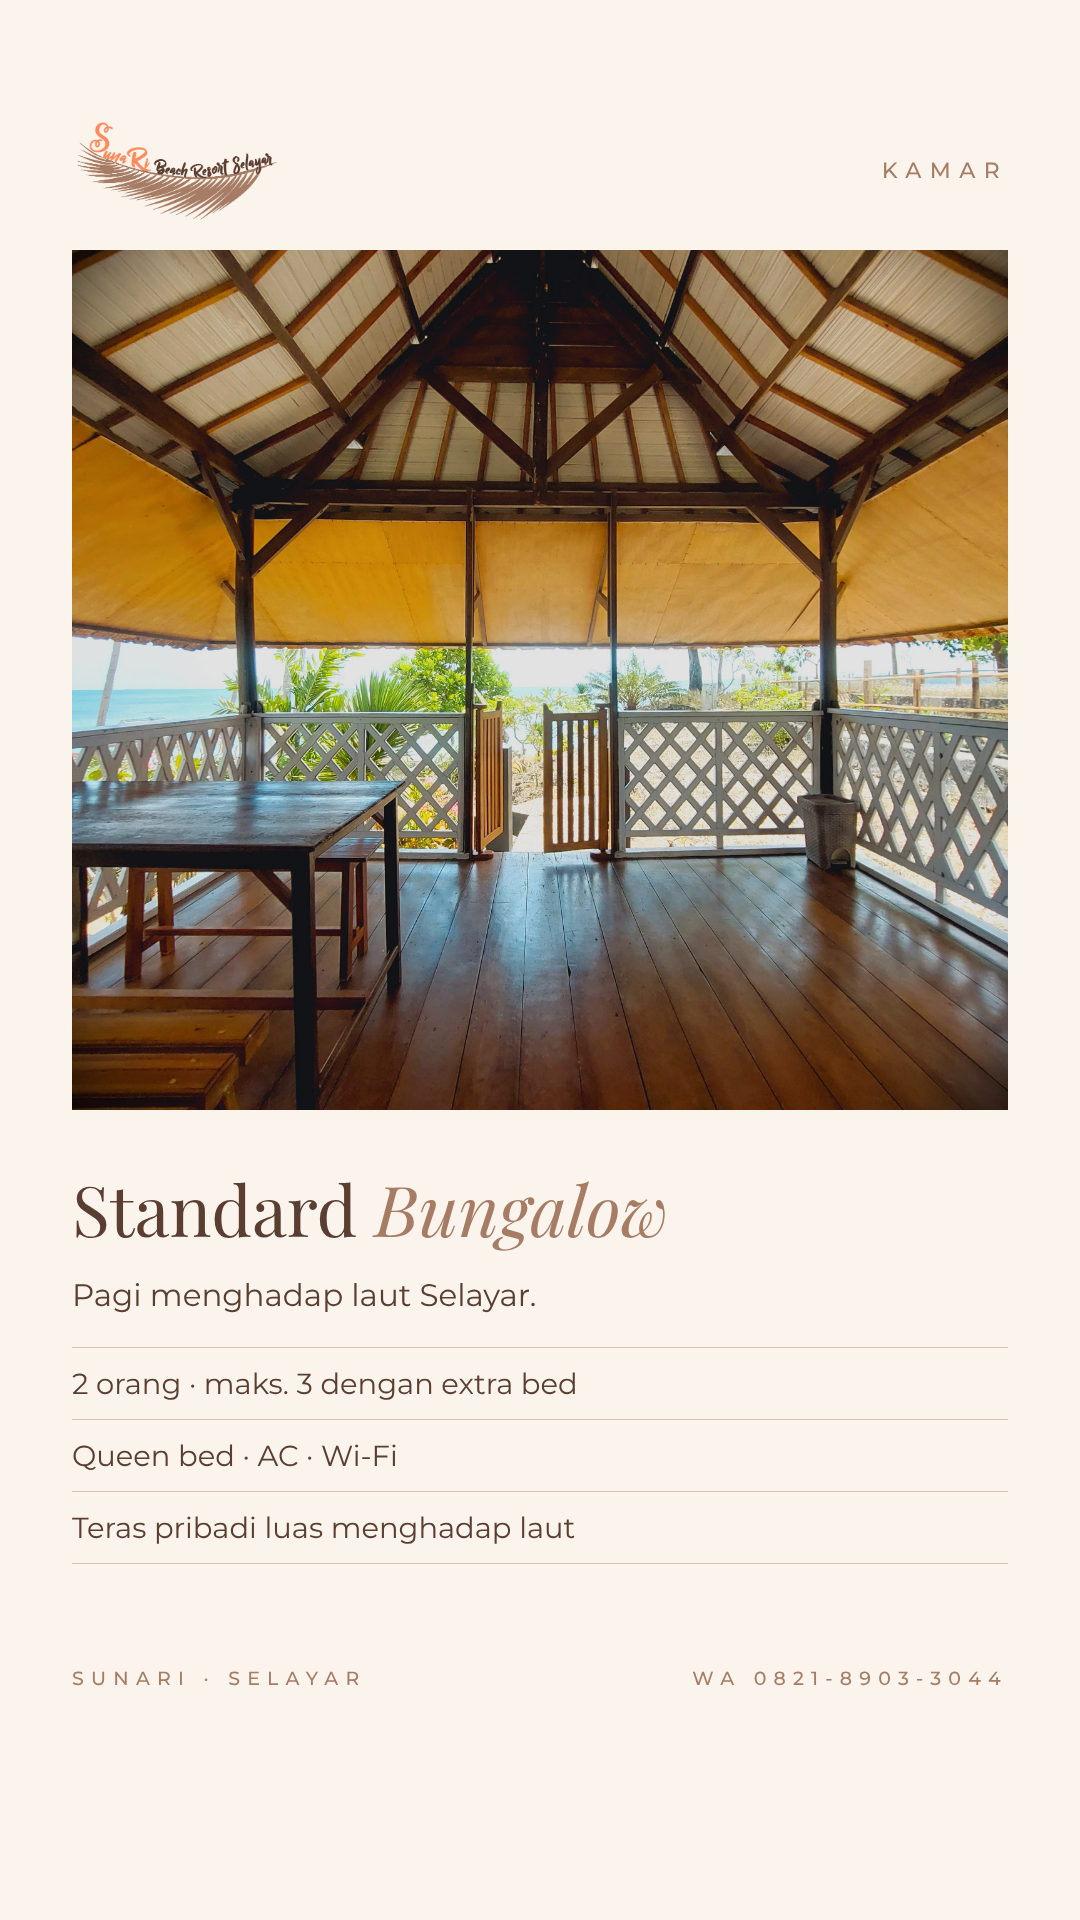 SunaRi Beach Resort Selayar
KAMAR
Standard Bungalow
Pagi menghadap laut Selayar.
2 orang · maks. 3 dengan extra bed
Queen bed · AC · Wi-Fi
Teras pribadi luas menghadap laut
SUNARI · SELAYAR
WA 0821-8903-3044